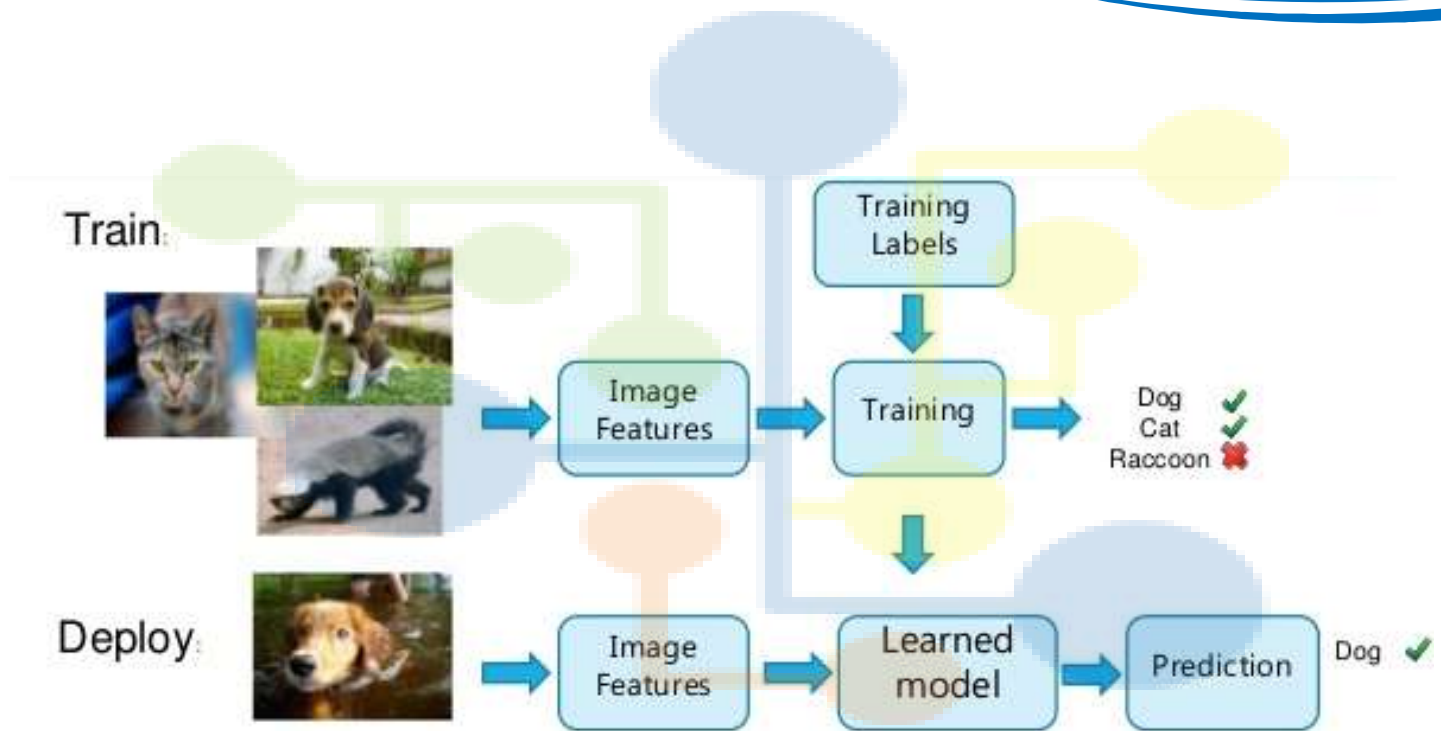 Train:
Training
Labels
Image
Features
Training
Dog
Cat
Raccoon
Deploy:
Image
Features
Learned
model
Prediction
Dog